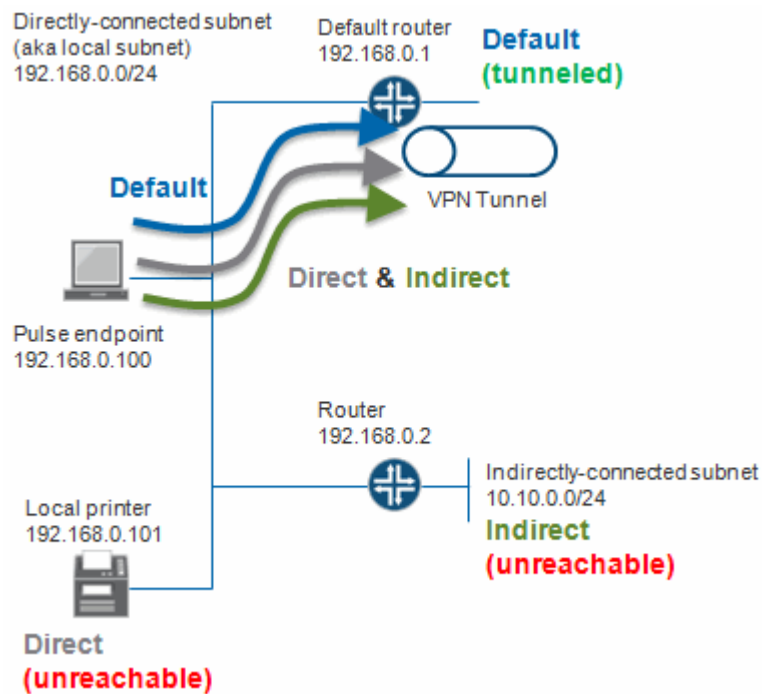 Directly-connected subnet
(aka local subnet)
192.168.0.0/24
Default router
192.168.0.1
Default
(tunneled)
Default
VPN Tunnel
Direct & Indirect
Pulse endpoint
192.168.0.100
Router
192.168.0.2
Indirectly-connected subnet
10.10.0.0/24
Indirect
(unreachable)
Local printer
192.168.0.101
Direct
(unreachable)